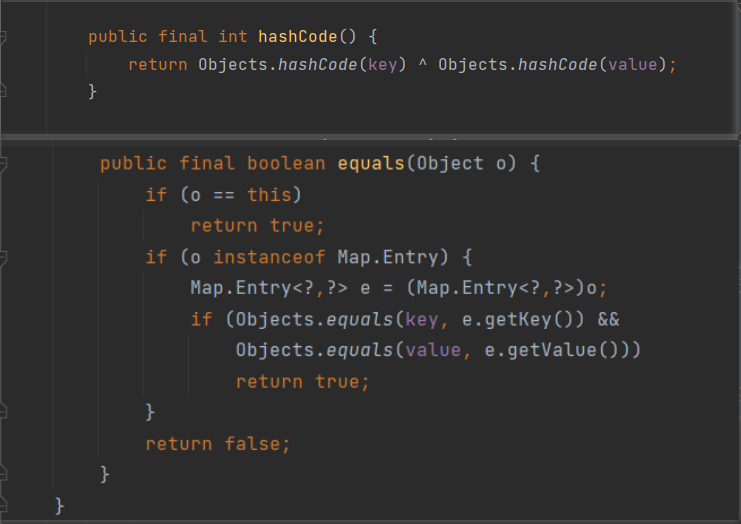 public final int hashCode() {
return Objects.hashCode(key) ^ Objects.hashCode(value);
}
public final boolean equals(Object o) {
if (o == this)
return true;
if (o instanceof Map.Entry) {
Map.Entry<?,?> e = (Map.Entry<?,?>)o;
if (Objects.equals(key, e.getKey()) &&
Objects.equals(value, e.getValue()))
return true;
}
return false;
}
}